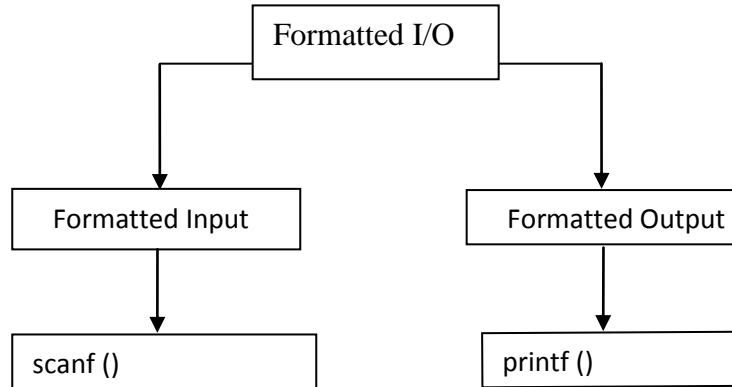 Formatted I/O
Formatted Input
Formatted Output
scanf ()
printf ()